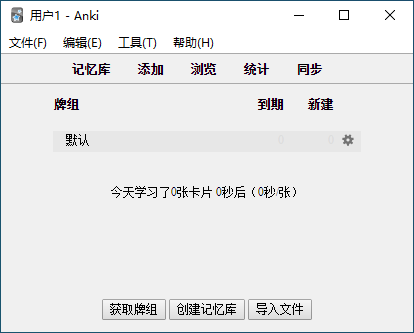 用户1 - Anki
文件(F) 编辑(E) 工具(T) 帮助(H)
记忆库 添加 浏览 统计 同步
牌组 到期 新建
默认 0 0
今天学习了0张卡片 0秒后（0秒/张）
获取牌组 创建记忆库 导入文件